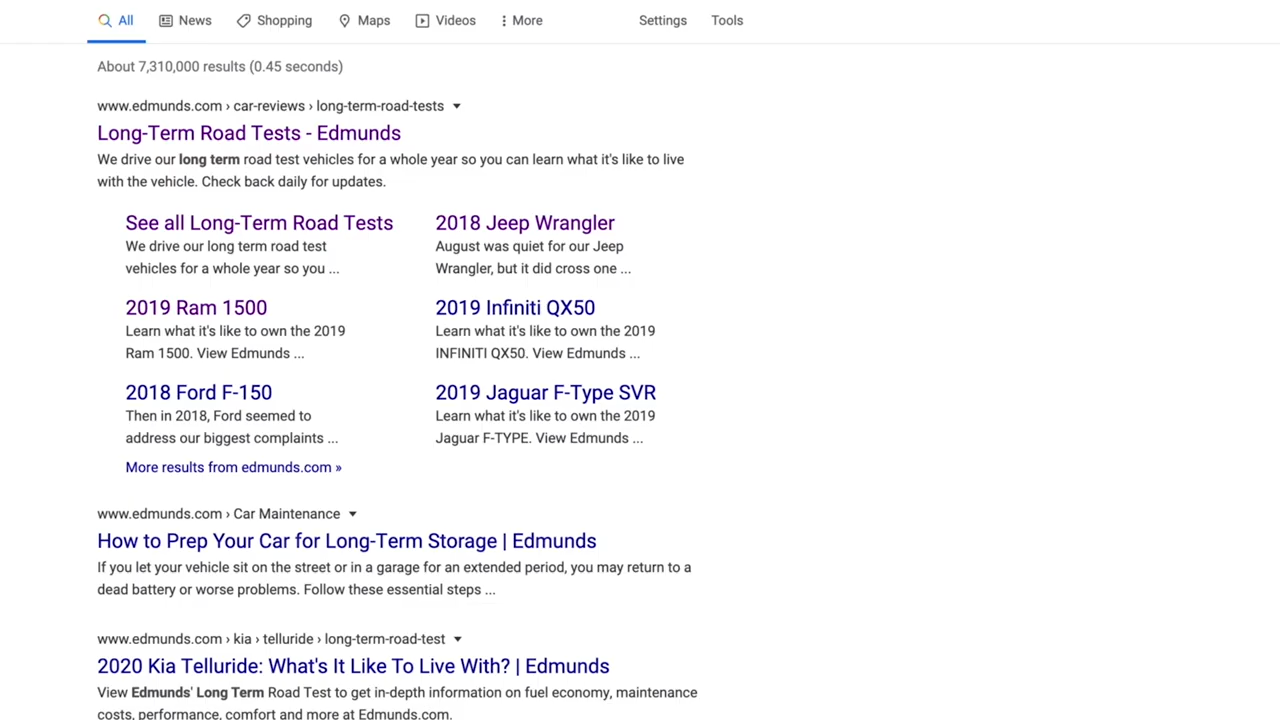 All News Shopping Maps Videos More Settings Tools
About 7,310,000 results (0.45 seconds)
www.edmunds.com › car-reviews › long-term-road-tests
Long-Term Road Tests - Edmunds
We drive our long term road test vehicles for a whole year so you can learn what it's like to live
with the vehicle. Check back daily for updates.
See all Long-Term Road Tests
We drive our long term road test
vehicles for a whole year so you ...
2018 Jeep Wrangler
August was quiet for our Jeep
Wrangler, but it did cross one ...
2019 Ram 1500
Learn what it's like to own the 2019
Ram 1500. View Edmunds ...
2019 Infiniti QX50
Learn what it's like to own the 2019
INFINITI QX50. View Edmunds ...
2018 Ford F-150
Then in 2018, Ford seemed to
address our biggest complaints ...
2019 Jaguar F-Type SVR
Learn what it's like to own the 2019
Jaguar F-TYPE. View Edmunds ...
More results from edmunds.com »
www.edmunds.com › Car Maintenance
How to Prep Your Car for Long-Term Storage | Edmunds
If you let your vehicle sit on the street or in a garage for an extended period, you may return to a
dead battery or worse problems. Follow these essential steps ...
www.edmunds.com › kia › telluride › long-term-road-test
2020 Kia Telluride: What's It Like To Live With? | Edmunds
View Edmunds' Long Term Road Test to get in-depth information on fuel economy, maintenance
costs, performance, comfort and more at Edmunds.com.